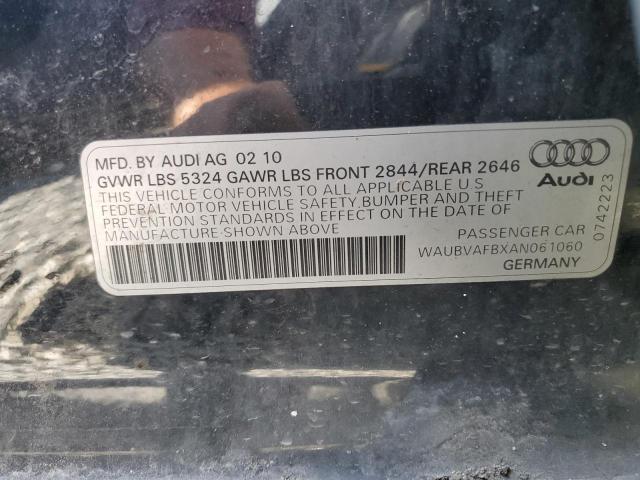 MFD. BY AUDI AG 02 10
GVWR LBS 5324 GAWR LBS FRONT 2844/REAR 2646
THIS VEHICLE CONFORMS TO ALL APPLICABLE U S
FEDERAL MOTOR VEHICLE SAFETY,BUMPER AND THEFT
PREVENTION STANDARDS IN EFFECT ON THE DATE OF
MANUFACTURE SHOWN ABOVE
Audi
0742223
PASSENGER CAR
WAUBVAFBXAN061060
GERMANY